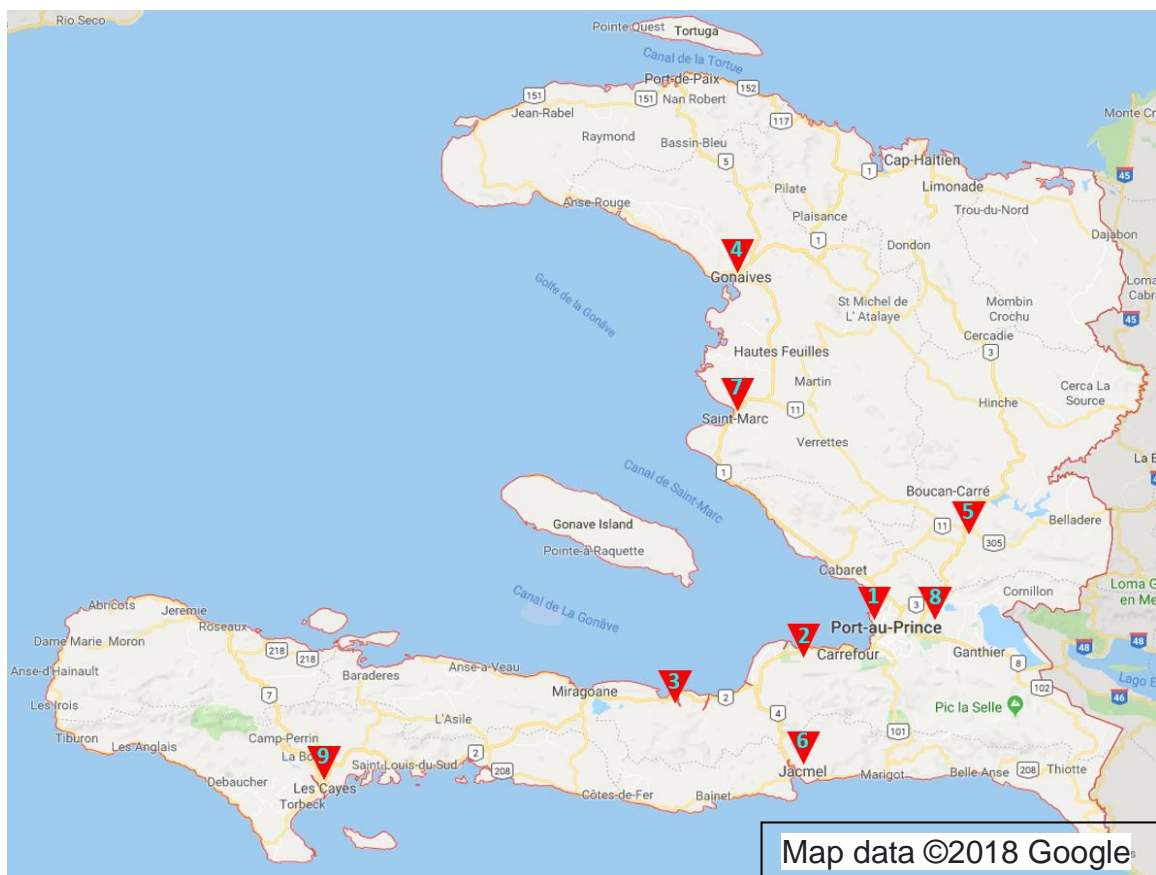 Rio Seco
Pointe Ouest
Tortuga
Canal de la Tortue
Port-de-Paix
151
151
152
Nan Robert
Jean-Rabel
117
Monte Cr
Raymond
Bassin-Bleu
5
Cap-Haïtien
1
45
Pilate
Limonade
Anse-Rouge
Plaisance
Trou-du-Nord
1
Dondon
Dajabon
4
Gonaives
Loma
Cabre
Golfe de la Gonâve
St Michel de
L' Atalaye
Mombin
Crochu
45
Cercadie
Hautes Feuilles
3
7
Martin
Cerca La
Source
Saint-Marc
11
Hinche
Verrettes
La B
Canal de Saint-Marc
1
Boucan-Carré
5
Gonave Island
11
Belladere
305
Pointe-à-Raquette
Cabaret
Loma G
en Me
Cornillon
Abricots
Jeremie
Canal de La Gonâve
1
3
8
Roseaux
Port-au-Prince
Dame Marie
Moron
218
218
2
48
48
Carrefour
Ganthier
Anse-d'Hainault
Anse-a-Veau
8
Lago E
Baraderes
3
Miragoane
2
102
46
Les Irois
7
4
Pic la Selle
L'Asile
101
Tiburon
Camp-Perrin
6
Les Anglais
La Bo
9
Saint-Louis du-Sud
2
208
Jacmel
Marigot
Belle Anse
208
Thiotte
Debaucher
Les Cayes
Côtes-de-Fer
Bainet
Torbeck
Map data ©2018 Google